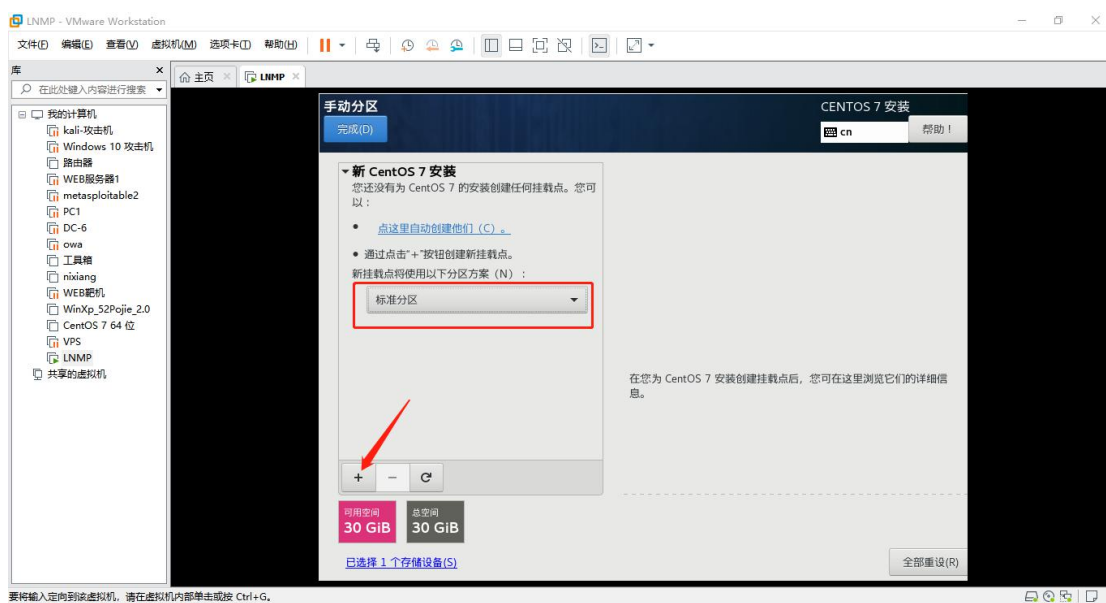 LNMP - VMware Workstation
文件(F) 编辑(E) 查看(V) 虚拟机(M) 选项卡(T) 帮助(H)
库
在此处键入内容进行搜索
主页
LNMP
我的计算机
kali-攻击机
Windows 10 攻击机
路由器
WEB服务器1
metasploitable2
PC1
DC-6
owa
工具箱
nixiang
WEB靶机
WinXp_52Pojie_2.0
CentOS 7 64 位
VPS
LNMP
共享的虚拟机
手动分区
CENTOS 7 安装
完成(D)
cn
帮助！
新 CentOS 7 安装
您还没有为 CentOS 7 的安装创建任何挂载点。您可
以：
• 点这里自动创建他们（C）。
• 通过点击"+"按钮创建新挂载点。
新挂载点将使用以下分区方案（N）：
标准分区
在您为 CentOS 7 安装创建挂载点后，您可在这里浏览它们的详细信
息。
+ −
可用空间
30 GiB
总空间
30 GiB
已选择 1 个存储设备(S)
全部重设(R)
要将输入定向到该虚拟机，请在虚拟机内部单击或按 Ctrl+G。